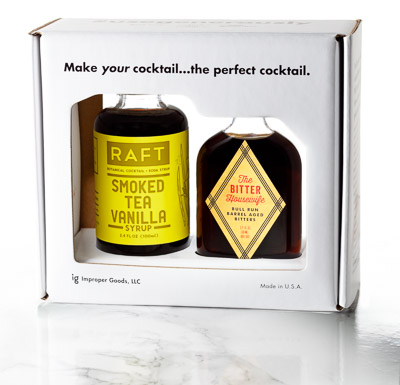 Make your cocktail...the perfect cocktail.
RAFT
BOTANICAL COCKTAIL + SODA SYRUP
SMOKED
TEA
VANILLA
SYRUP
The
BITTER
Housewife
BULL RUN
BARREL AGED
BITTERS
ig Improper Goods, LLC
Made in U.S.A.